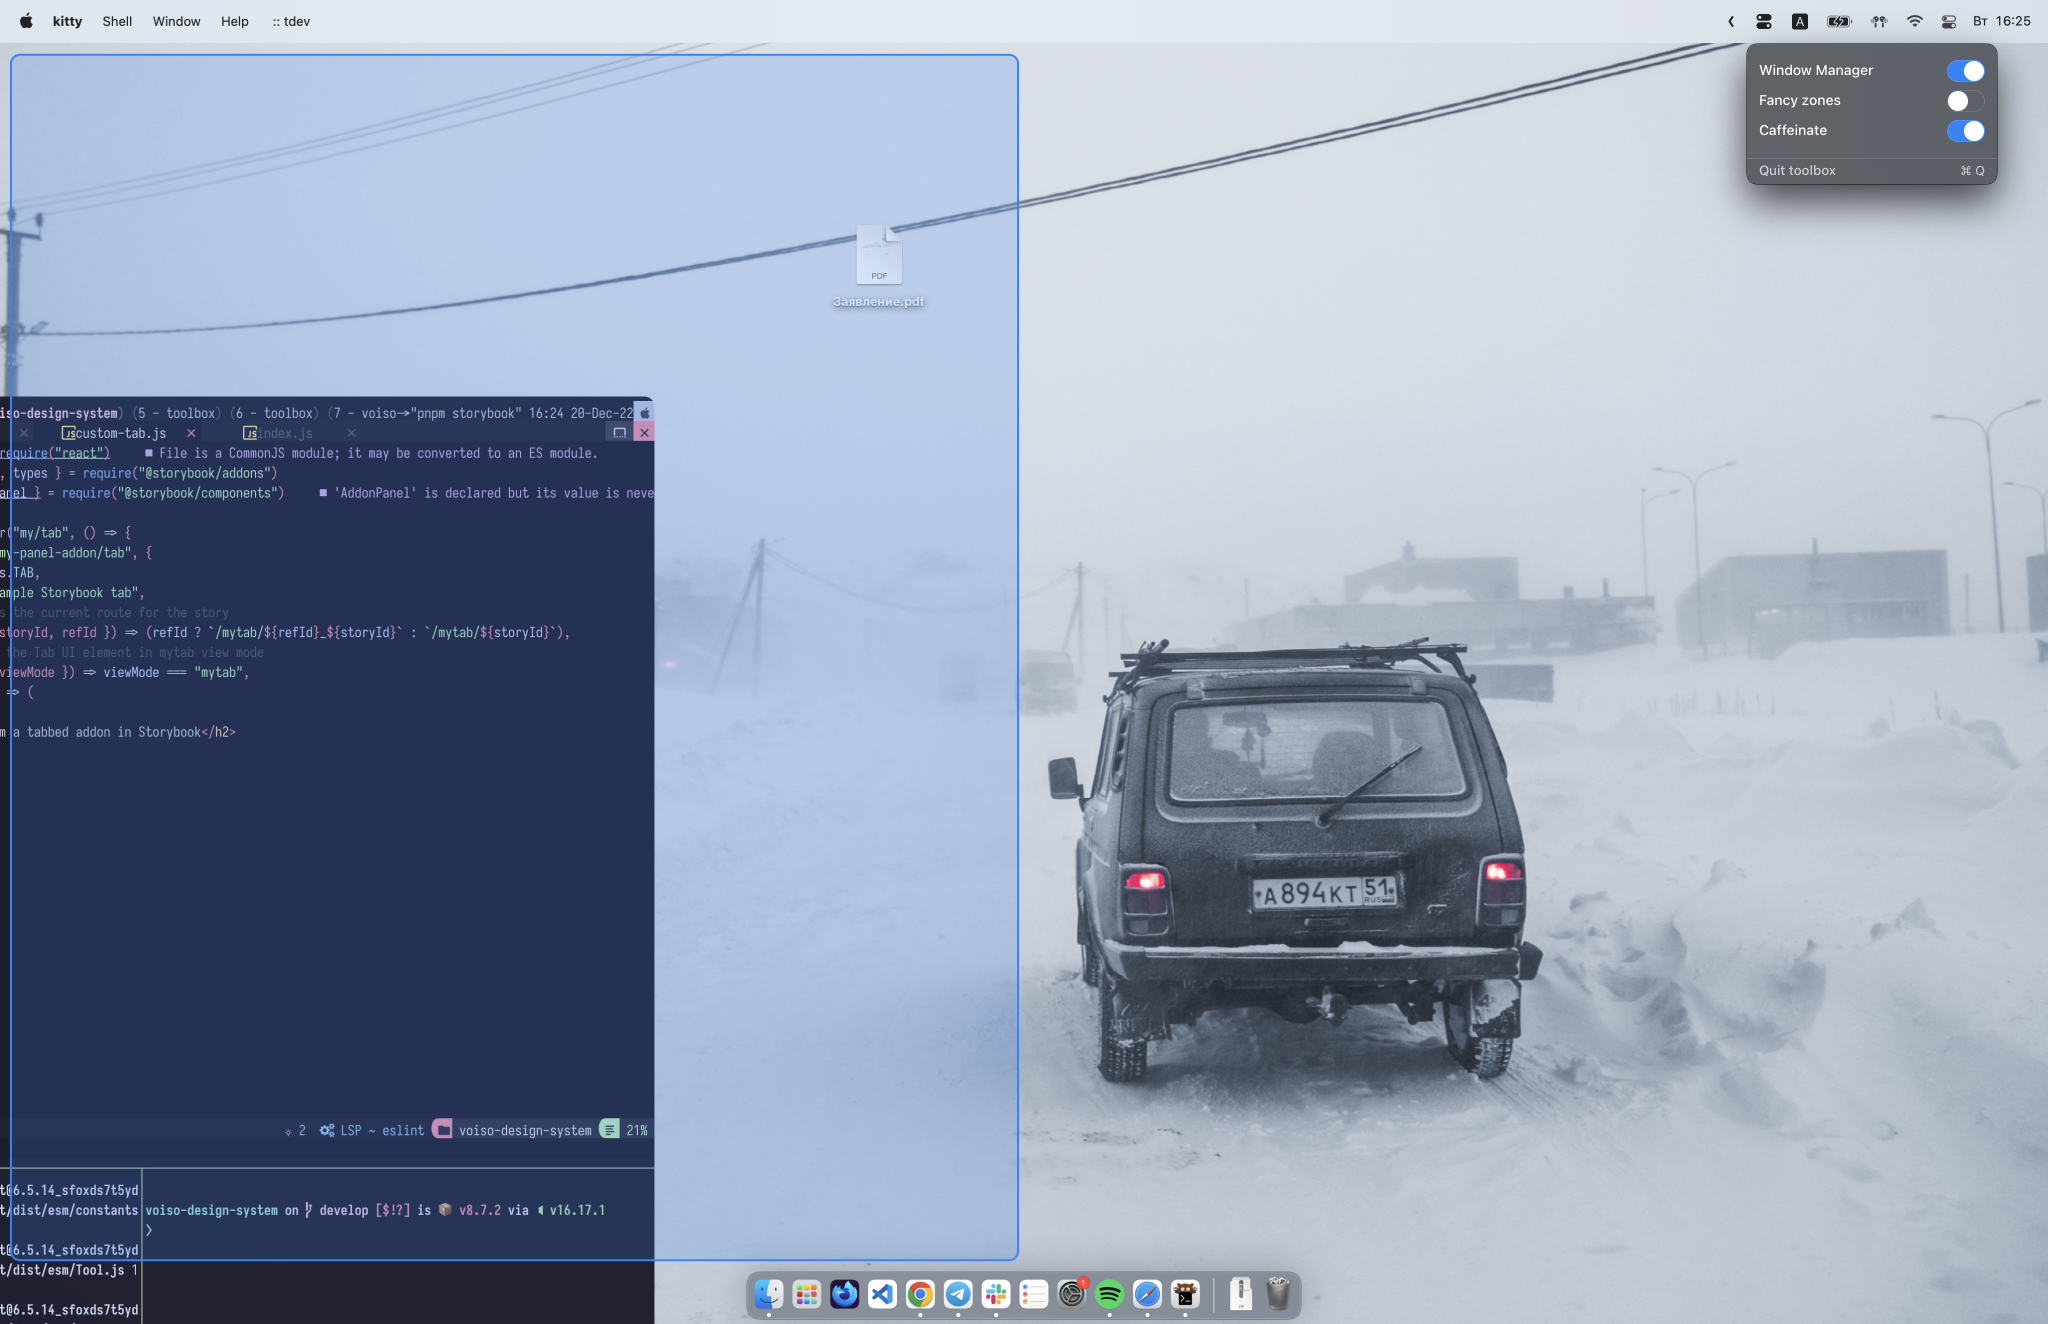 kitty Shell Window Help :: tdev
A Вт 16:25
Window Manager
Fancy zones
Caffeinate
Quit toolbox ⌘ Q
PDF
Заявление.pdf
iso-design-system) (5 - toolbox) (6 - toolbox) (7 - voiso→"pnpm storybook" 16:24 20-Dec-22
× JS custom-tab.js × JS index.js ×
require("react") ■ File is a CommonJS module; it may be converted to an ES module.
, types } = require("@storybook/addons")
anel } = require("@storybook/components") ■ 'AddonPanel' is declared but its value is neve
r("my/tab", () => {
my-panel-addon/tab", {
s.TAB,
ample Storybook tab",
s the current route for the story
storyId, refId }) => (refId ? `/mytab/${refId}_${storyId}` : `/mytab/${storyId}`),
the Tab UI element in mytab view mode
viewMode }) => viewMode === "mytab",
=> (
m a tabbed addon in Storybook</h2>
2 LSP ~ eslint voiso-design-system 21%
t@6.5.14_sfoxds7t5yd
t/dist/esm/constants
voiso-design-system on develop [$!?] is 📦 v8.7.2 via v16.17.1
❯
t@6.5.14_sfoxds7t5yd
t/dist/esm/Tool.js 1
t@6.5.14_sfoxds7t5yd
А894КТ 51
RUS
1